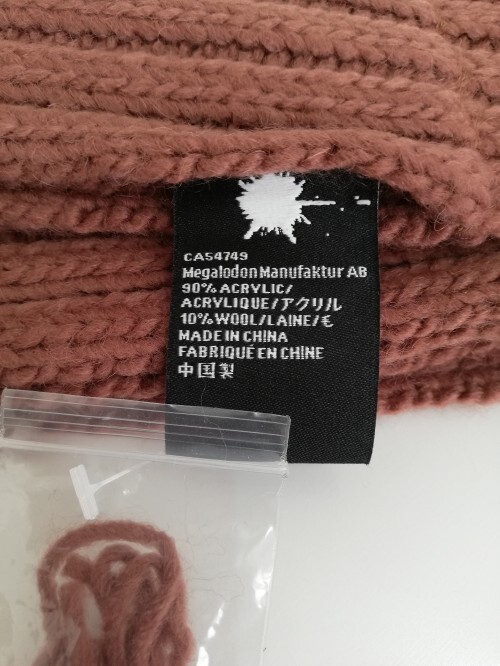 CA54749
Megalodon Manufaktur AB
90% ACRYLIC/
ACRYLIQUE/アクリル
10% WOOL/LAINE/毛
MADE IN CHINA
FABRIQUÉ EN CHINE
中国製